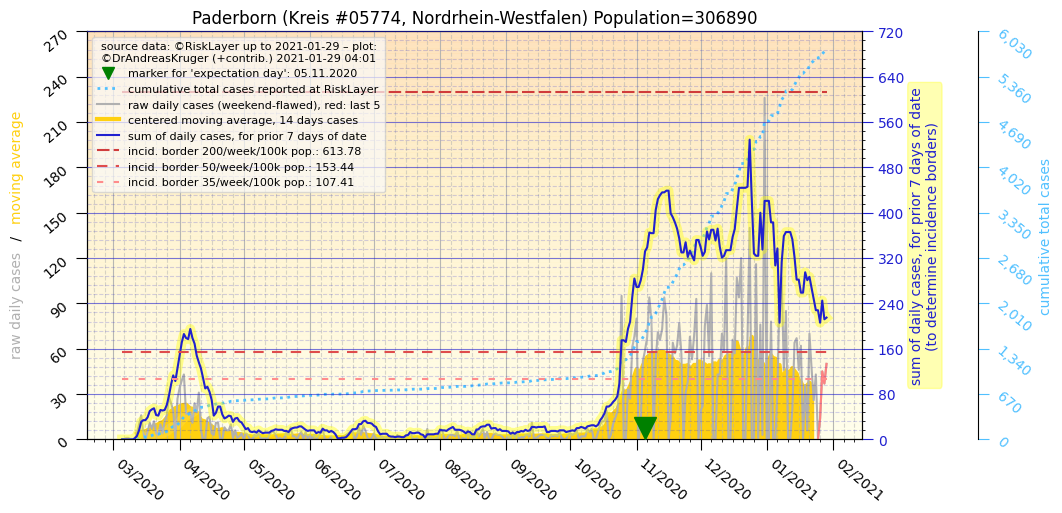 Paderborn (Kreis #05774, Nordrhein-Westfalen) Population=306890
source data: ©RiskLayer up to 2021-01-29 – plot:
©DrAndreasKruger (+contrib.) 2021-01-29 04:01
marker for 'expectation day': 05.11.2020
cumulative total cases reported at RiskLayer
raw daily cases (weekend-flawed), red: last 5
centered moving average, 14 days cases
sum of daily cases, for prior 7 days of date
incid. border 200/week/100k pop.: 613.78
incid. border 50/week/100k pop.: 153.44
incid. border 35/week/100k pop.: 107.41
raw daily cases / moving average
270
240
210
180
150
120
90
60
30
0
03/2020
04/2020
05/2020
06/2020
07/2020
08/2020
09/2020
10/2020
11/2020
12/2020
01/2021
02/2021
720
640
560
480
400
320
240
160
80
0
sum of daily cases, for prior 7 days of date
(to determine incidence borders)
6,030
5,360
4,690
4,020
3,350
2,680
2,010
1,340
670
0
cumulative total cases